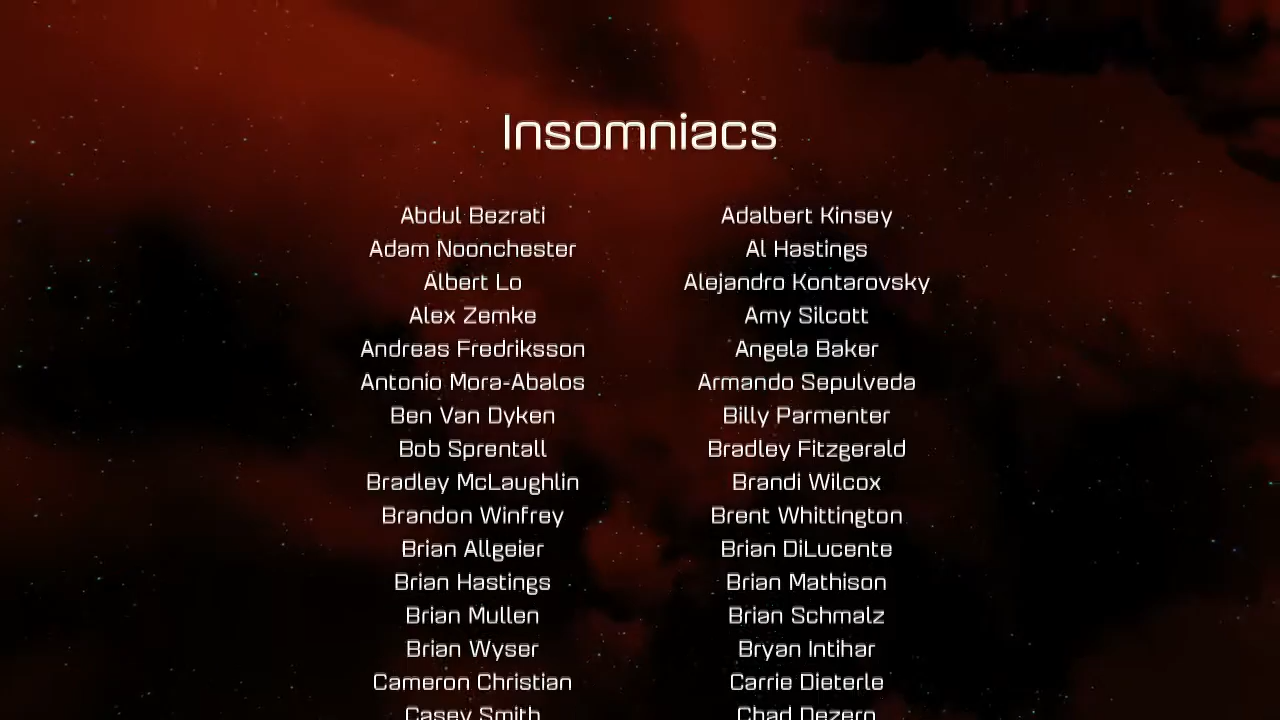 Insomniacs
Abdul Bezrati Adalbert Kinsey
Adam Noonchester Al Hastings
Albert Lo Alejandro Kontarovsky
Alex Zemke Amy Silcott
Andreas Fredriksson Angela Baker
Antonio Mora-Abalos Armando Sepulveda
Ben Van Dyken Billy Parmenter
Bob Sprentall Bradley Fitzgerald
Bradley McLaughlin Brandi Wilcox
Brandon Winfrey Brent Whittington
Brian Allgeier Brian DiLucente
Brian Hastings Brian Mathison
Brian Mullen Brian Schmalz
Brian Wyser Bryan Intihar
Cameron Christian Carrie Dieterle
Casey Smith Chad Dezern